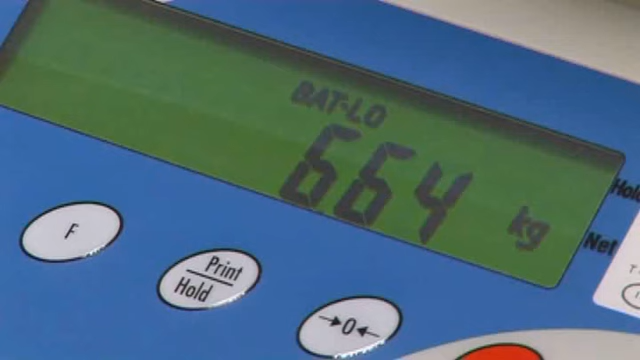 BAT-LO
664 kg
Hold
Net
F
Print
Hold
→0←